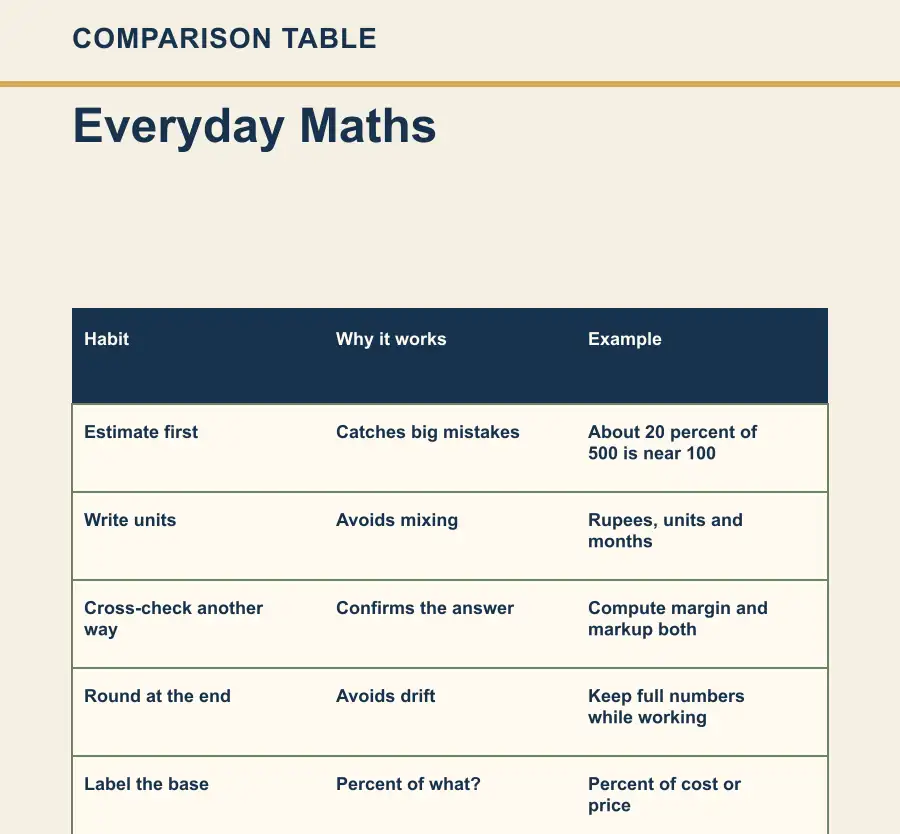 COMPARISON TABLE
Everyday Maths
Habit
Why it works
Example
Estimate first
Catches big mistakes
About 20 percent of
500 is near 100
Write units
Avoids mixing
Rupees, units and
months
Cross-check another
way
Confirms the answer
Compute margin and
markup both
Round at the end
Avoids drift
Keep full numbers
while working
Label the base
Percent of what?
Percent of cost or
price